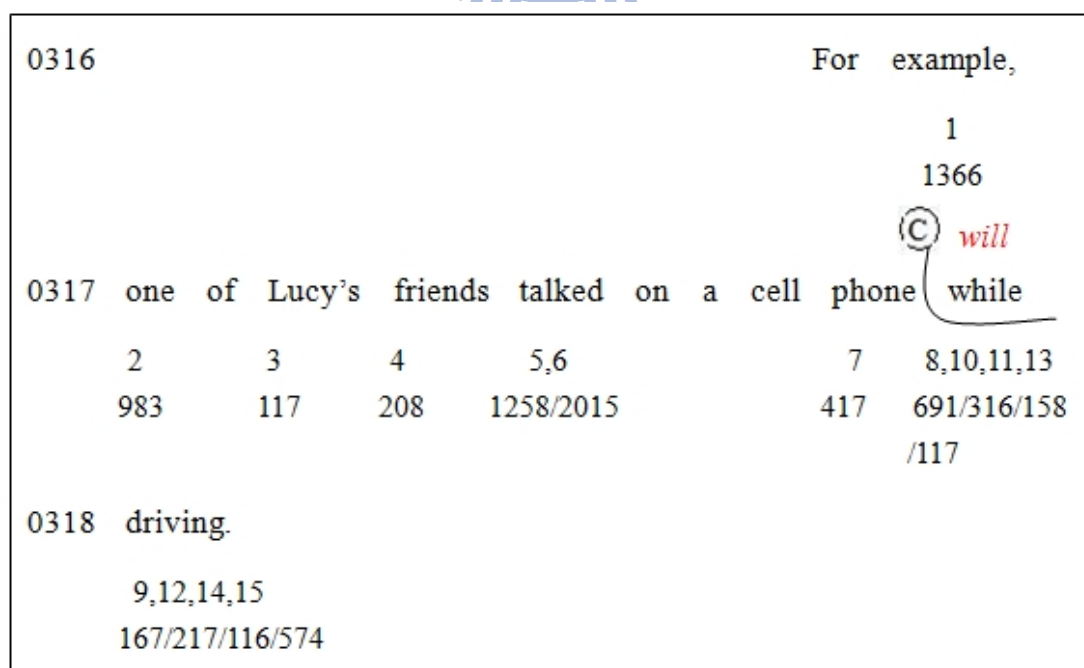 0316 For example,
1
1366
© will
0317 one of Lucy's friends talked on a cell phone while
2 3 4 5,6 7 8,10,11,13
983 117 208 1258/2015 417 691/316/158
/117
0318 driving.
9,12,14,15
167/217/116/574